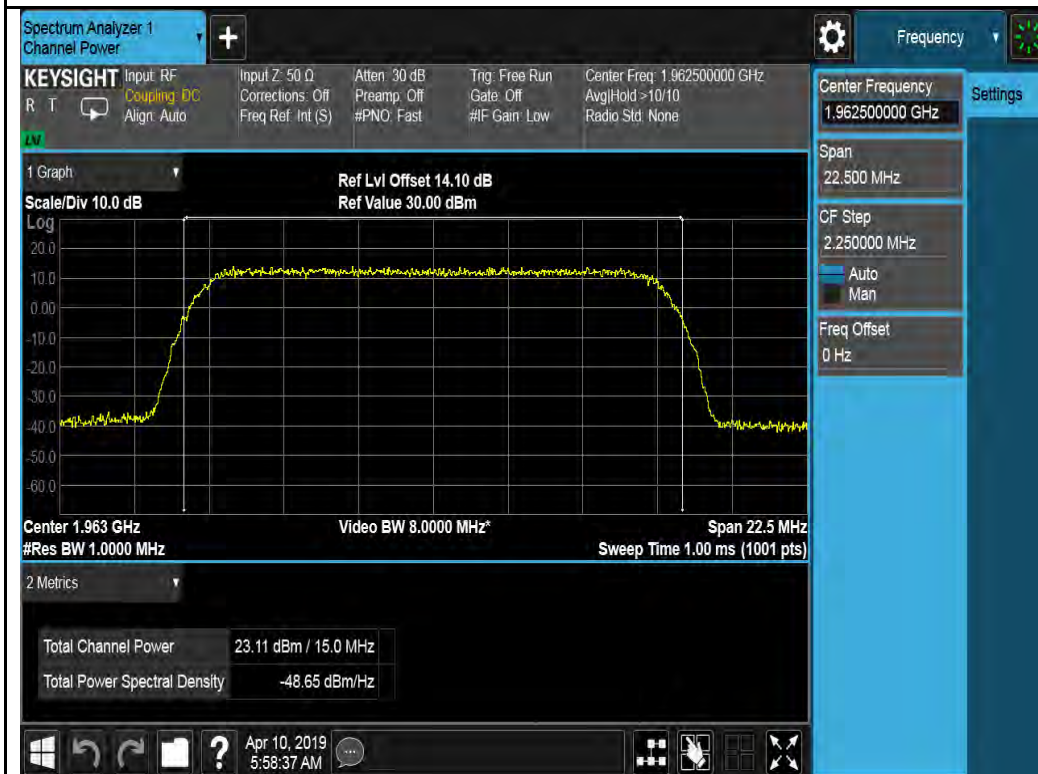 Spectrum Analyzer 1
Channel Power
+
Frequency
KEYSIGHT
R T
LXI
Input: RF
Coupling: DC
Align: Auto
Input Z: 50 Ω
Corrections: Off
Freq Ref: Int (S)
Atten: 30 dB
Preamp: Off
#PNO: Fast
Trig: Free Run
Gate: Off
#IF Gain: Low
Center Freq: 1.962500000 GHz
Avg|Hold >10/10
Radio Std: None
Center Frequency
1.962500000 GHz
Settings
Span
22.500 MHz
CF Step
2.250000 MHz
Auto
Man
Freq Offset
0 Hz
1 Graph
Ref Lvl Offset 14.10 dB
Scale/Div 10.0 dB
Ref Value 30.00 dBm
Log
20.0
10.0
0.00
-10.0
-20.0
-30.0
-40.0
-50.0
-60.0
Center 1.963 GHz
Video BW 8.0000 MHz*
Span 22.5 MHz
#Res BW 1.0000 MHz
Sweep Time 1.00 ms (1001 pts)
2 Metrics
Total Channel Power 23.11 dBm / 15.0 MHz
Total Power Spectral Density -48.65 dBm/Hz
?
Apr 10, 2019
5:58:37 AM